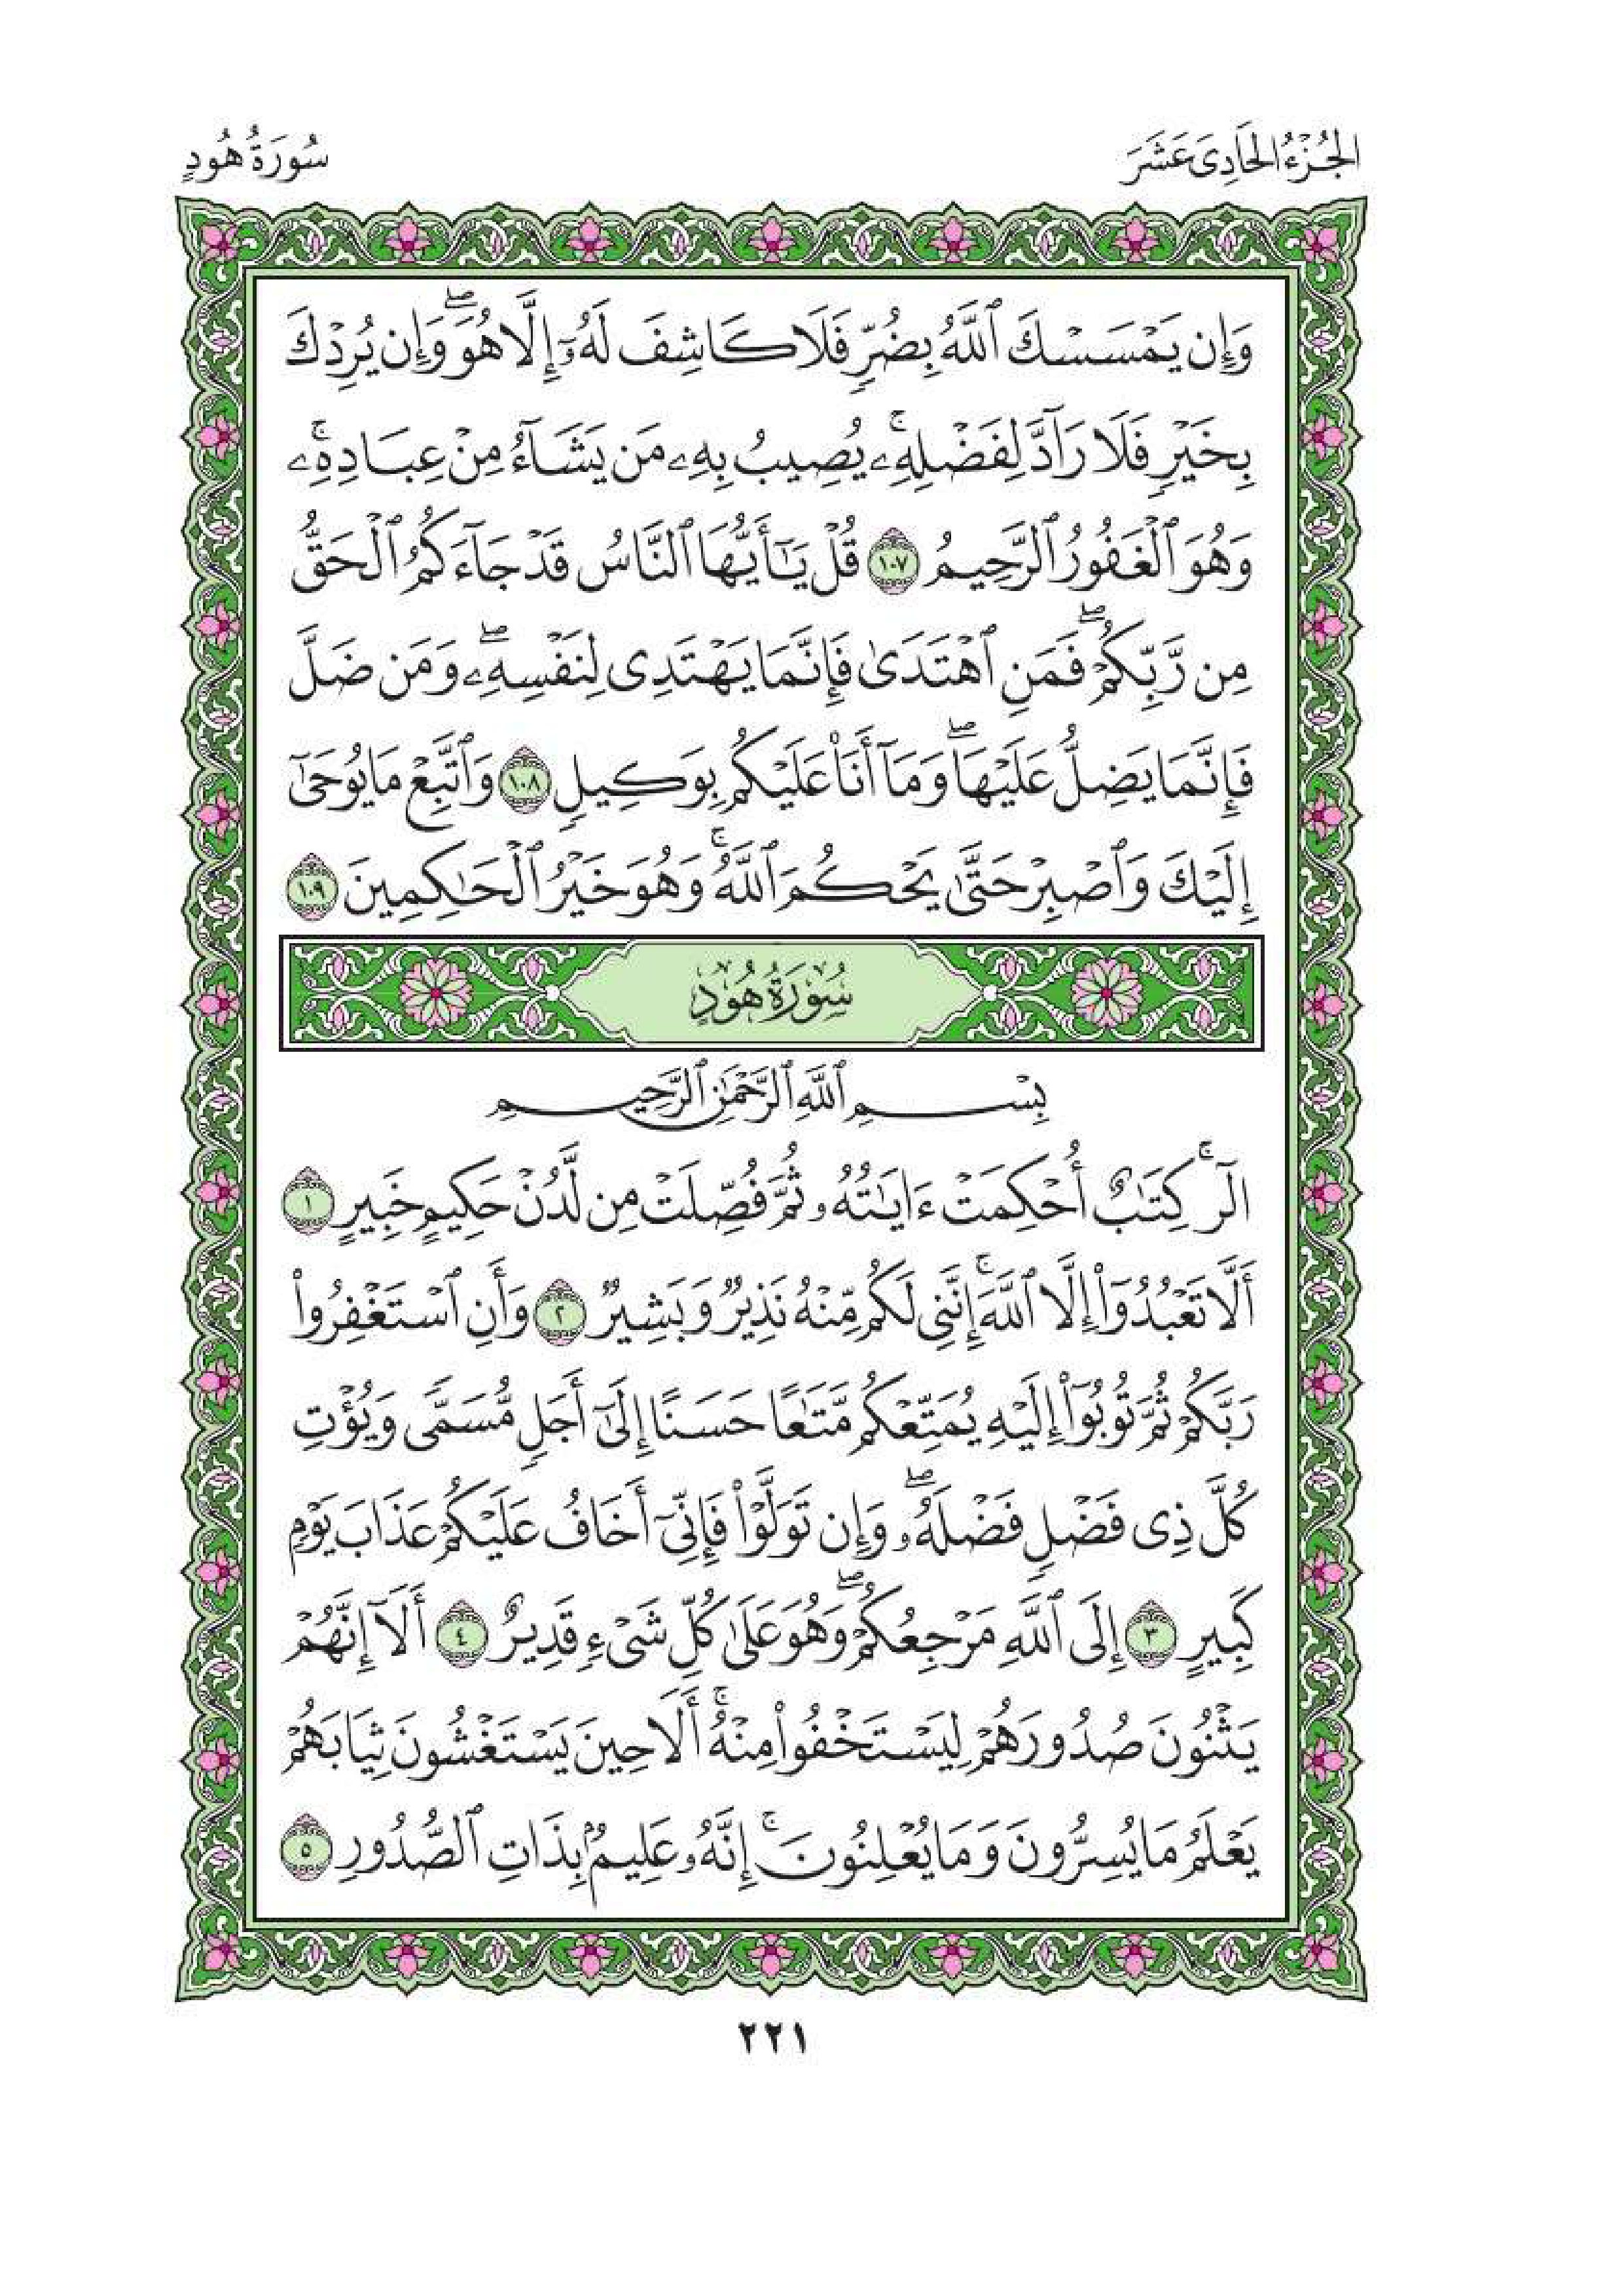 الجُزْءُ الحَادِىَ عَشَرَ
سُورَةُ هُودٍ
وَإِن يَمْسَسْكَ ٱللَّهُ بِضُرٍّ فَلَا كَاشِفَ لَهُۥٓ إِلَّا هُوَۖ وَإِن يُرِدْكَ
بِخَيْرٍ فَلَا رَآدَّ لِفَضْلِهِۦۚ يُصِيبُ بِهِۦ مَن يَشَآءُ مِنْ عِبَادِهِۦۚ
وَهُوَ ٱلْغَفُورُ ٱلرَّحِيمُ ١٠٧ قُلْ يَـٰٓأَيُّهَا ٱلنَّاسُ قَدْ جَآءَكُمُ ٱلْحَقُّ
مِن رَّبِّكُمْۖ فَمَنِ ٱهْتَدَىٰ فَإِنَّمَا يَهْتَدِى لِنَفْسِهِۦۖ وَمَن ضَلَّ
فَإِنَّمَا يَضِلُّ عَلَيْهَاۖ وَمَآ أَنَا۠ عَلَيْكُم بِوَكِيلٍ ١٠٨ وَٱتَّبِعْ مَا يُوحَىٰٓ
إِلَيْكَ وَٱصْبِرْ حَتَّىٰ يَحْكُمَ ٱللَّهُۚ وَهُوَ خَيْرُ ٱلْحَـٰكِمِينَ ١٠٩
سُورَةُ هُودٍ
بِسْمِ ٱللَّهِ ٱلرَّحْمَـٰنِ ٱلرَّحِيمِ
الٓرۚ كِتَـٰبٌ أُحْكِمَتْ ءَايَـٰتُهُۥ ثُمَّ فُصِّلَتْ مِن لَّدُنْ حَكِيمٍ خَبِيرٍ ١
أَلَّا تَعْبُدُوٓا۟ إِلَّا ٱللَّهَۚ إِنَّنِى لَكُم مِّنْهُ نَذِيرٌ وَبَشِيرٌ ٢ وَأَنِ ٱسْتَغْفِرُوا۟
رَبَّكُمْ ثُمَّ تُوبُوٓا۟ إِلَيْهِ يُمَتِّعْكُم مَّتَـٰعًا حَسَنًا إِلَىٰٓ أَجَلٍ مُّسَمًّى وَيُؤْتِ
كُلَّ ذِى فَضْلٍ فَضْلَهُۥۖ وَإِن تَوَلَّوْا۟ فَإِنِّىٓ أَخَافُ عَلَيْكُمْ عَذَابَ يَوْمٍ
كَبِيرٍ ٣ إِلَى ٱللَّهِ مَرْجِعُكُمْۖ وَهُوَ عَلَىٰ كُلِّ شَىْءٍ قَدِيرٌ ٤ أَلَآ إِنَّهُمْ
يَثْنُونَ صُدُورَهُمْ لِيَسْتَخْفُوا۟ مِنْهُۚ أَلَا حِينَ يَسْتَغْشُونَ ثِيَابَهُمْ
يَعْلَمُ مَا يُسِرُّونَ وَمَا يُعْلِنُونَۚ إِنَّهُۥ عَلِيمٌۢ بِذَاتِ ٱلصُّدُورِ ٥
٢٢١